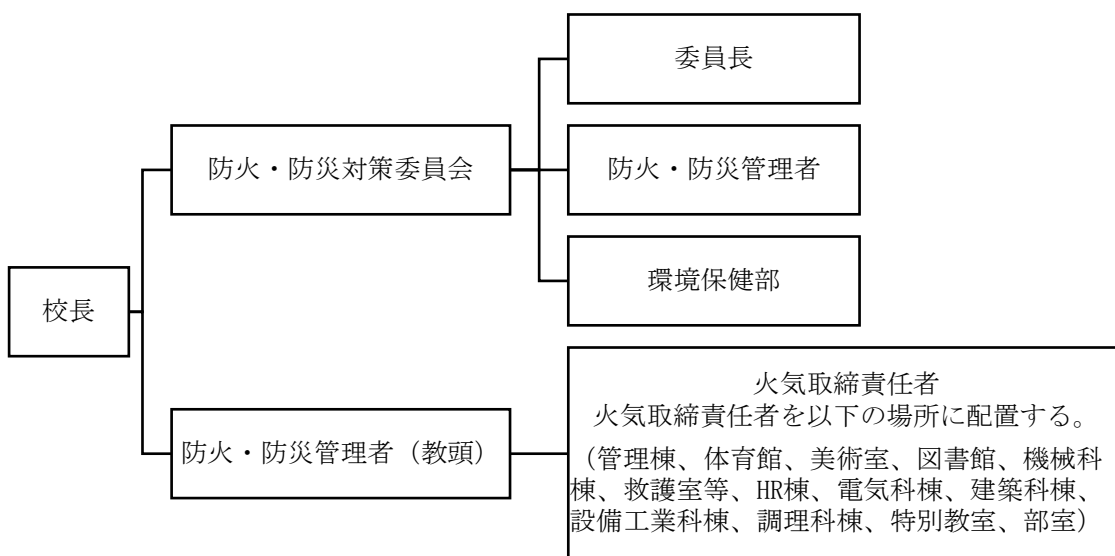 委員長
防火・防災対策委員会
防火・防災管理者
環境保健部
校長
防火・防災管理者（教頭）
火気取締責任者
火気取締責任者を以下の場所に配置する。
（管理棟、体育館、美術室、図書館、機械科
棟、救護室等、HR棟、電気科棟、建築科棟、
設備工業科棟、調理科棟、特別教室、部室）